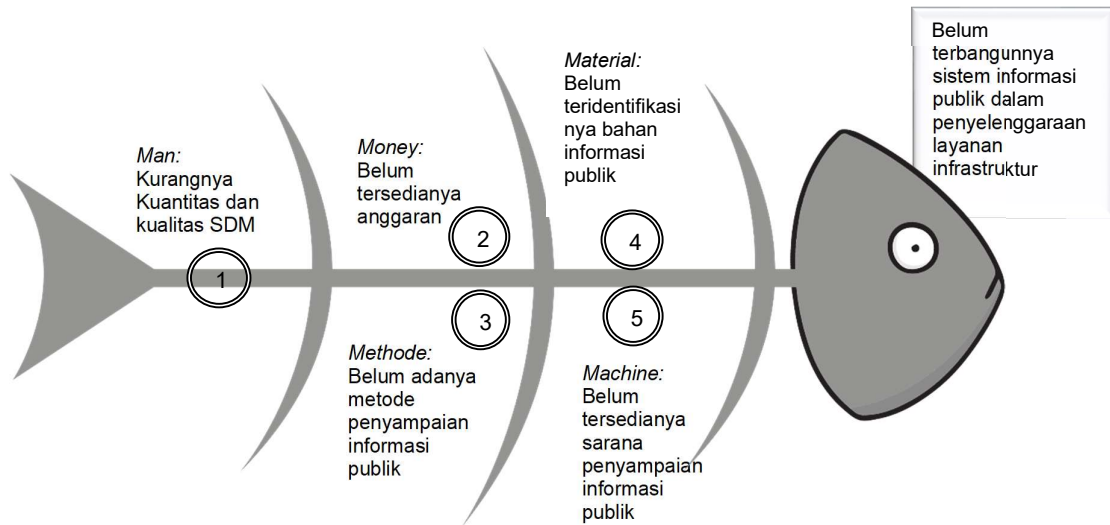 Man:
Kurangnya
Kuantitas dan
kualitas SDM
1
Money:
Belum
tersedianya
anggaran
2
3
Methode:
Belum adanya
metode
penyampaian
informasi
publik
Material:
Belum
teridentifikasi
nya bahan
informasi
publik
4
5
Machine:
Belum
tersedianya
sarana
penyampaian
informasi
publik
Belum
terbangunnya
sistem informasi
publik dalam
penyelenggaraan
layanan
infrastruktur